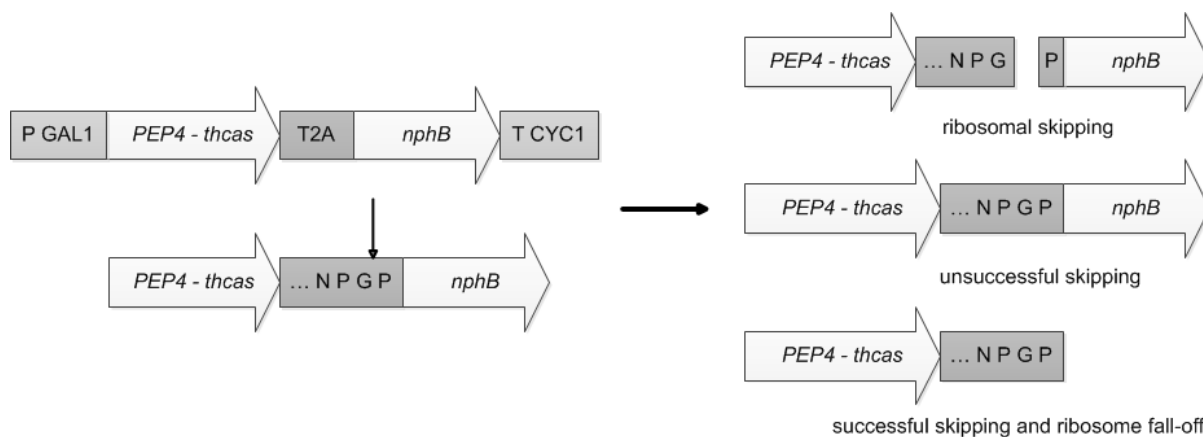 P GAL1 PEP4 - thcas T2A nphB T CYC1
PEP4 - thcas ... N P G P nphB
PEP4 - thcas ... N P G P nphB
ribosomal skipping
PEP4 - thcas ... N P G P nphB
unsuccessful skipping
PEP4 - thcas ... N P G P
successful skipping and ribosome fall-off